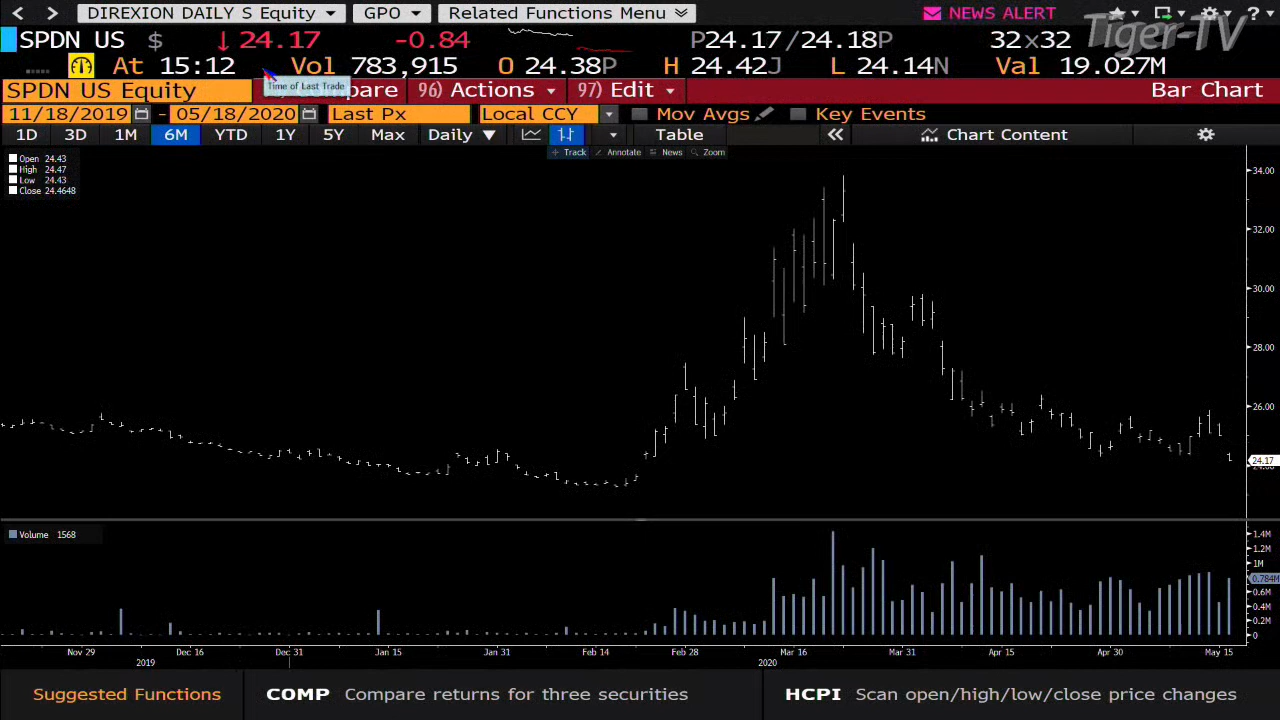 DIREXION DAILY S Equity GPO Related Functions Menu NEWS ALERT ?
SPDN US $ ↓ 24.17 -0.84 P24.17/24.18P 32x32 Tiger-TV
At 15:12 Vol 783,915 O 24.38P H 24.42J L 24.14N Val 19.027M
Time of Last Trade
SPDN US Equity 96) Actions 97) Edit Bar Chart
11/18/2019 - 05/18/2020 Last Px Local CCY Mov Avgs Key Events
1D 3D 1M 6M YTD 1Y 5Y Max Daily ▼ Table « Chart Content
+ Track Annotate News Zoom
Open 24.43
High 24.47
Low 24.43
Close 24.4648
34.00
32.00
30.00
28.00
26.00
24.17
Volume 1568
1.4M
1.2M
1M
0.784M
0.6M
0.4M
0.2M
0
Nov 29 Dec 16 Dec 31 Jan 15 Jan 31 Feb 14 Feb 28 Mar 16 Mar 31 Apr 15 Apr 30 May 15
2019 2020
Suggested Functions COMP Compare returns for three securities HCPI Scan open/high/low/close price changes